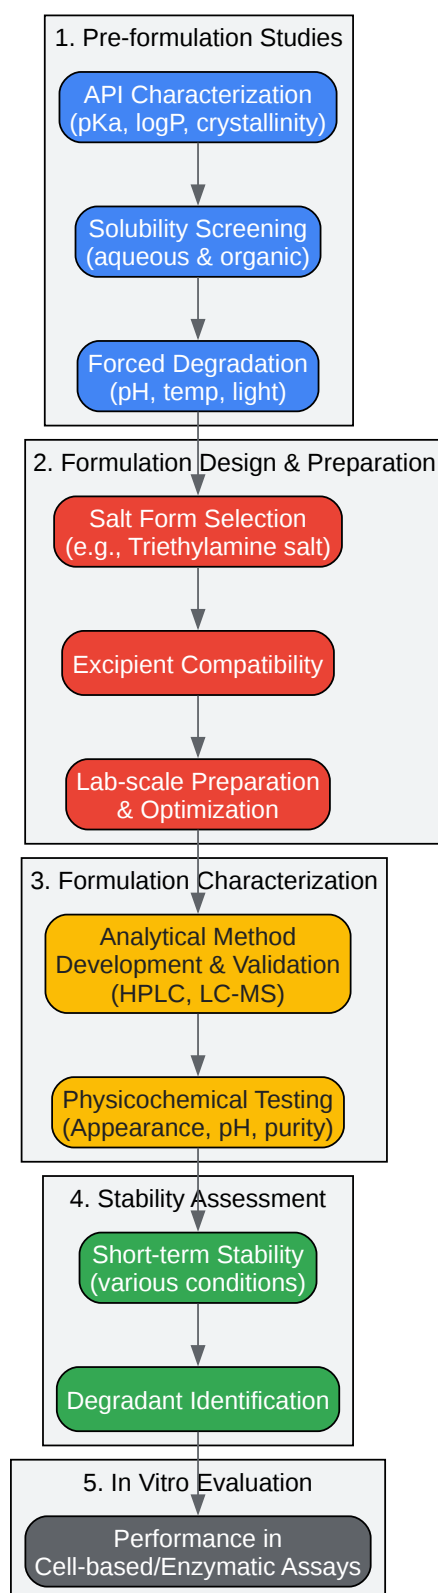 1. Pre-formulation Studies
API Characterization
(pKa, logP, crystallinity)
Solubility Screening
(aqueous & organic)
Forced Degradation
(pH, temp, light)
2. Formulation Design & Preparation
Salt Form Selection
(e.g., Triethylamine salt)
Excipient Compatibility
Lab-scale Preparation
& Optimization
3. Formulation Characterization
Analytical Method
Development & Validation
(HPLC, LC-MS)
Physicochemical Testing
(Appearance, pH, purity)
4. Stability Assessment
Short-term Stability
(various conditions)
Degradant Identification
5. In Vitro Evaluation
Performance in
Cell-based/Enzymatic Assays